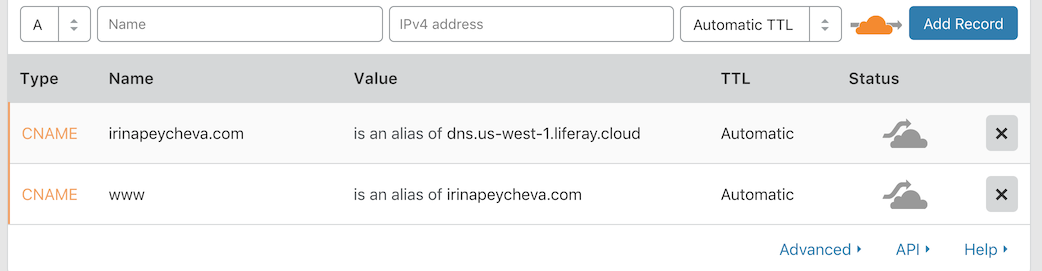 A Name IPv4 address Automatic TTL Add Record
Type Name Value TTL Status
CNAME irinapeycheva.com is an alias of dns.us-west-1.liferay.cloud Automatic
CNAME www is an alias of irinapeycheva.com Automatic
Advanced API Help